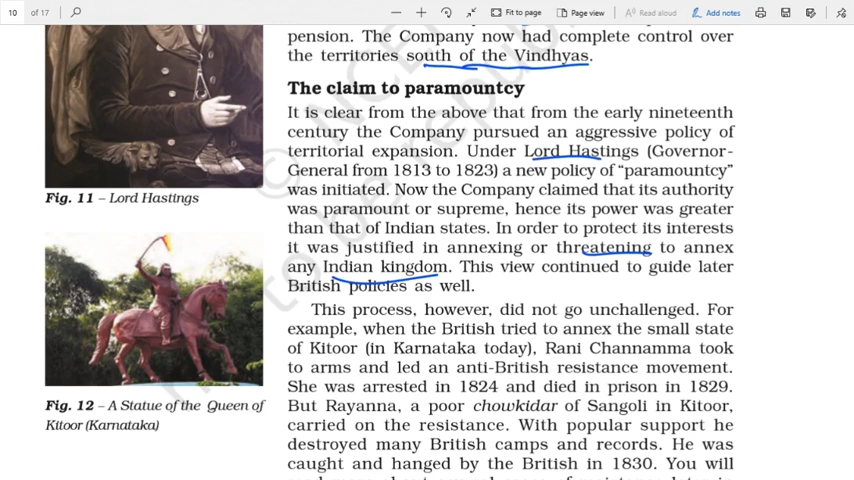 10 of 17
Fit to page
Page view
Read aloud
Add notes
pension. The Company now had complete control over
the territories south of the Vindhyas.
The claim to paramountcy
It is clear from the above that from the early nineteenth
century the Company pursued an aggressive policy of
territorial expansion. Under Lord Hastings (Governor-
General from 1813 to 1823) a new policy of “paramountcy”
was initiated. Now the Company claimed that its authority
was paramount or supreme, hence its power was greater
than that of Indian states. In order to protect its interests
it was justified in annexing or threatening to annex
any Indian kingdom. This view continued to guide later
British policies as well.
This process, however, did not go unchallenged. For
example, when the British tried to annex the small state
of Kitoor (in Karnataka today), Rani Channamma took
to arms and led an anti-British resistance movement.
She was arrested in 1824 and died in prison in 1829.
But Rayanna, a poor chowkidar of Sangoli in Kitoor,
carried on the resistance. With popular support he
destroyed many British camps and records. He was
caught and hanged by the British in 1830. You will
Fig. 11 – Lord Hastings
Fig. 12 – A Statue of the Queen of
Kitoor (Karnataka)